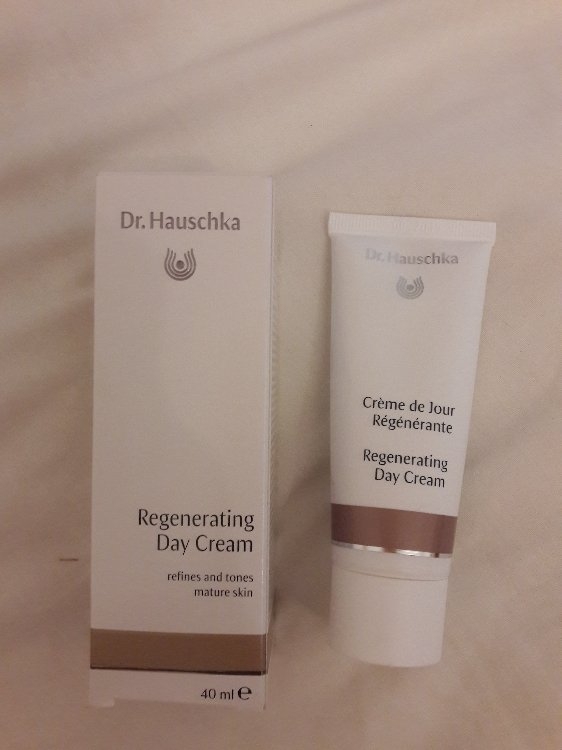 Dr. Hauschka
Regenerating
Day Cream
refines and tones
mature skin
40 ml ℮
Dr. Hauschka
Crème de Jour
Régénérante
Regenerating
Day Cream